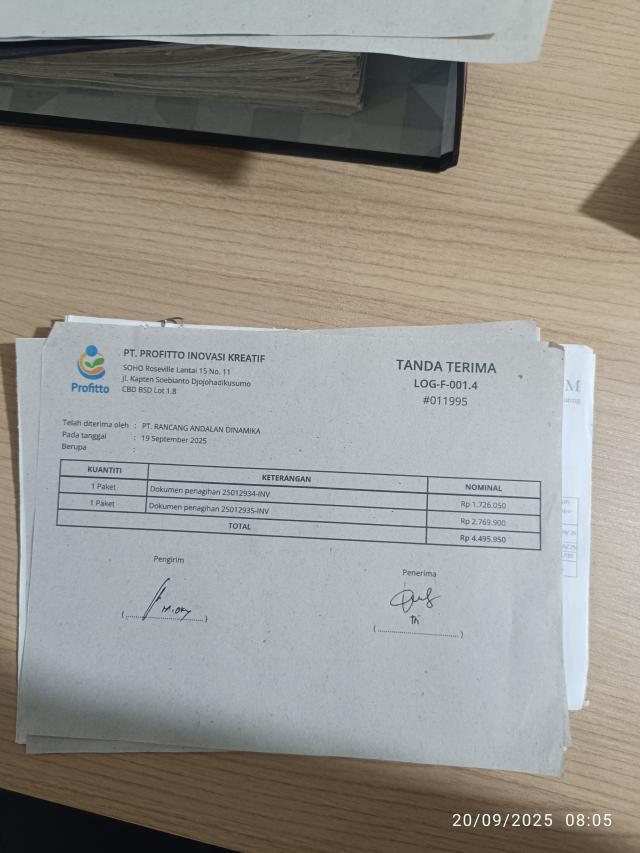 Profitto
PT. PROFITTO INOVASI KREATIF
SOHO Roseville Lantai 15 No. 11
Jl. Kapten Soebianto Djojohadikusumo
CBD BSD Lot 1.8
TANDA TERIMA
LOG-F-001.4
#011995
Telah diterima oleh : PT. RANCANG ANDALAN DINAMIKA
Pada tanggal : 19 September 2025
Berupa :
KUANTITI KETERANGAN NOMINAL
1 Paket Dokumen penagihan 25012934-INV Rp 1.726.050
1 Paket Dokumen penagihan 25012935-INV Rp 2.769.900
TOTAL Rp 4.495.950
Pengirim Penerima
M. Oky
Tri
20/09/2025 08:05